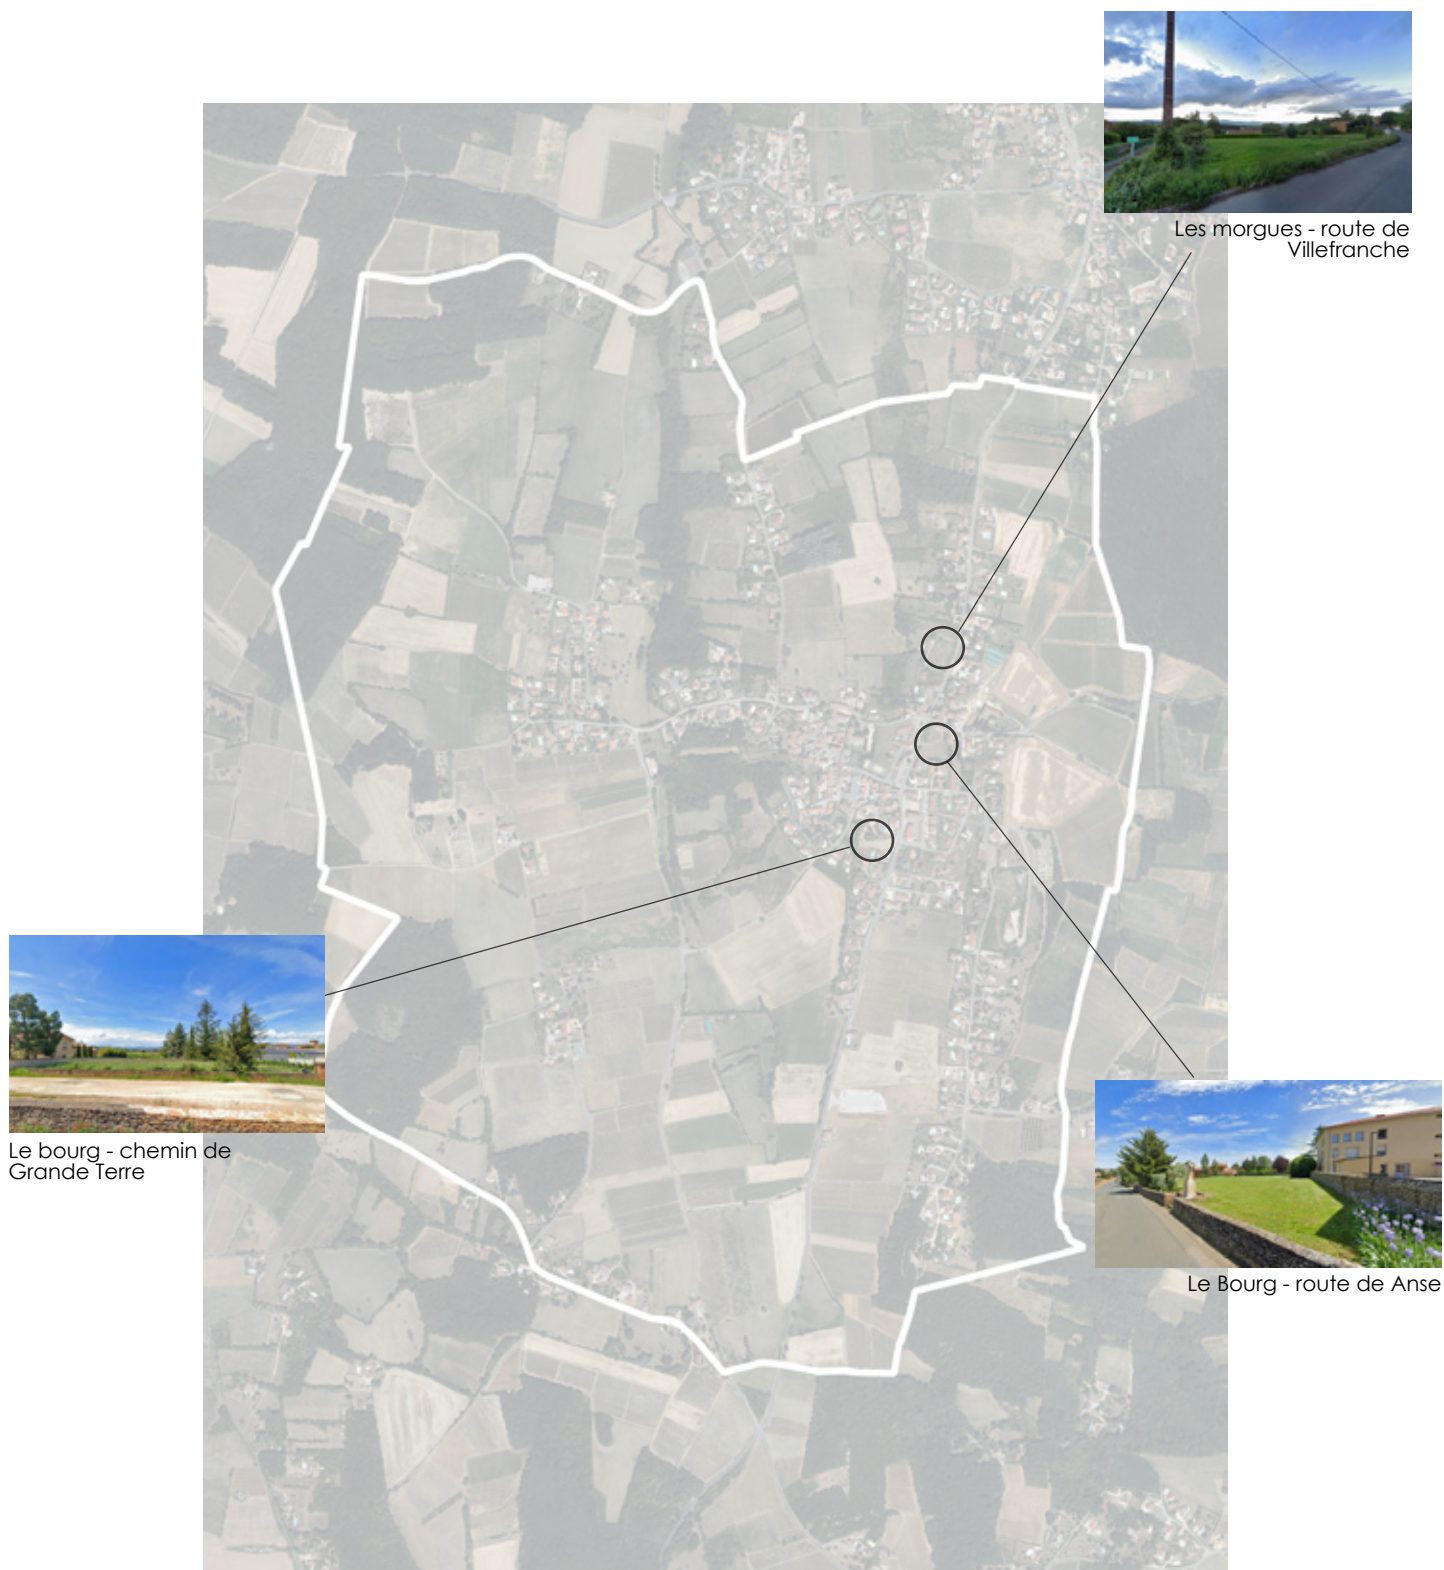 Les morgues - route de
Villefranche
Le bourg - chemin de
Grande Terre
Le Bourg - route de Anse